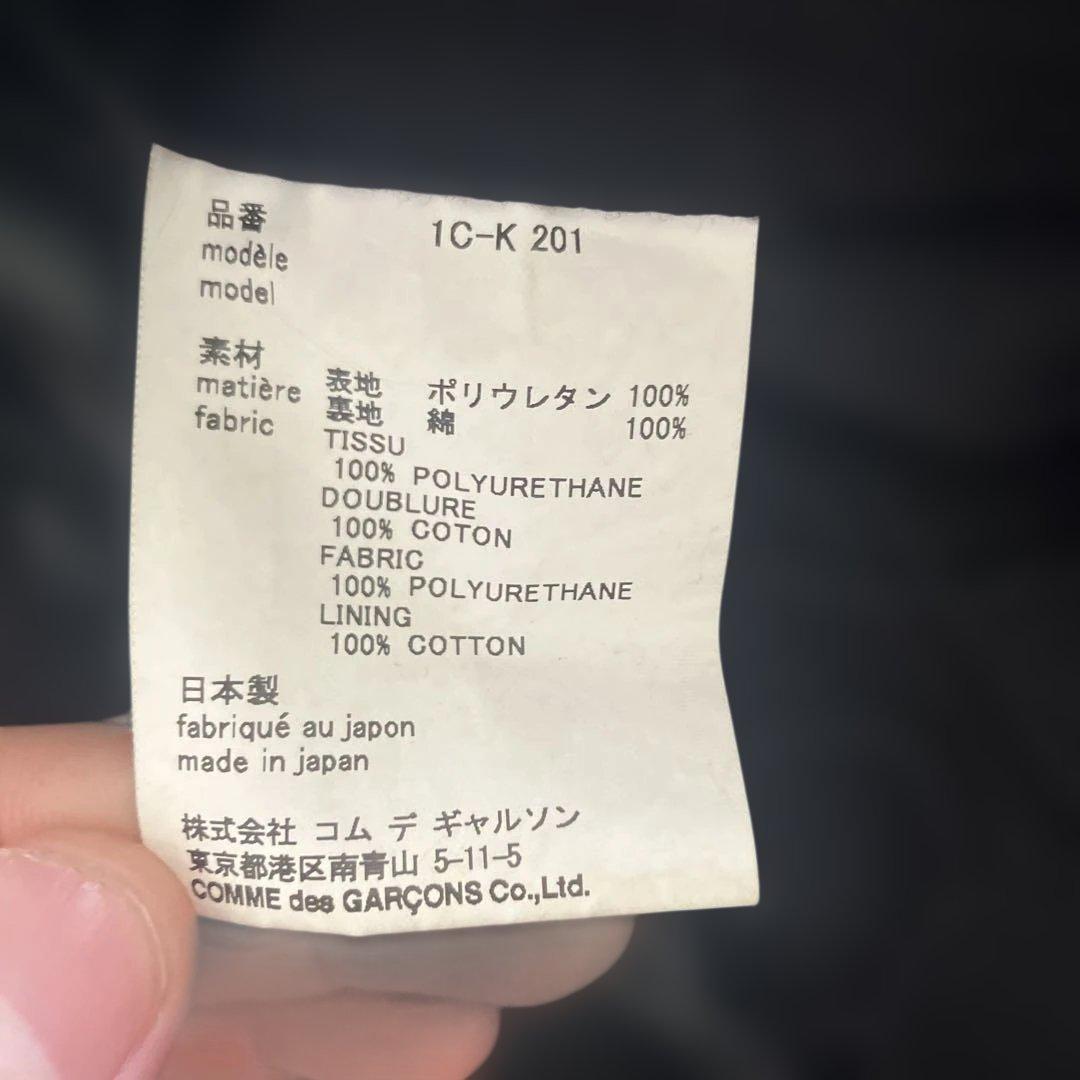 品番 1C-K 201
modèle
model
素材
matière 表地 ポリウレタン 100%
fabric 裏地 綿 100%
TISSU
100% POLYURETHANE
DOUBLURE
100% COTON
FABRIC
100% POLYURETHANE
LINING
100% COTTON
日本製
fabriqué au japon
made in japan
株式会社 コム デ ギャルソン
東京都港区南青山 5-11-5
COMME des GARÇONS Co.,Ltd.